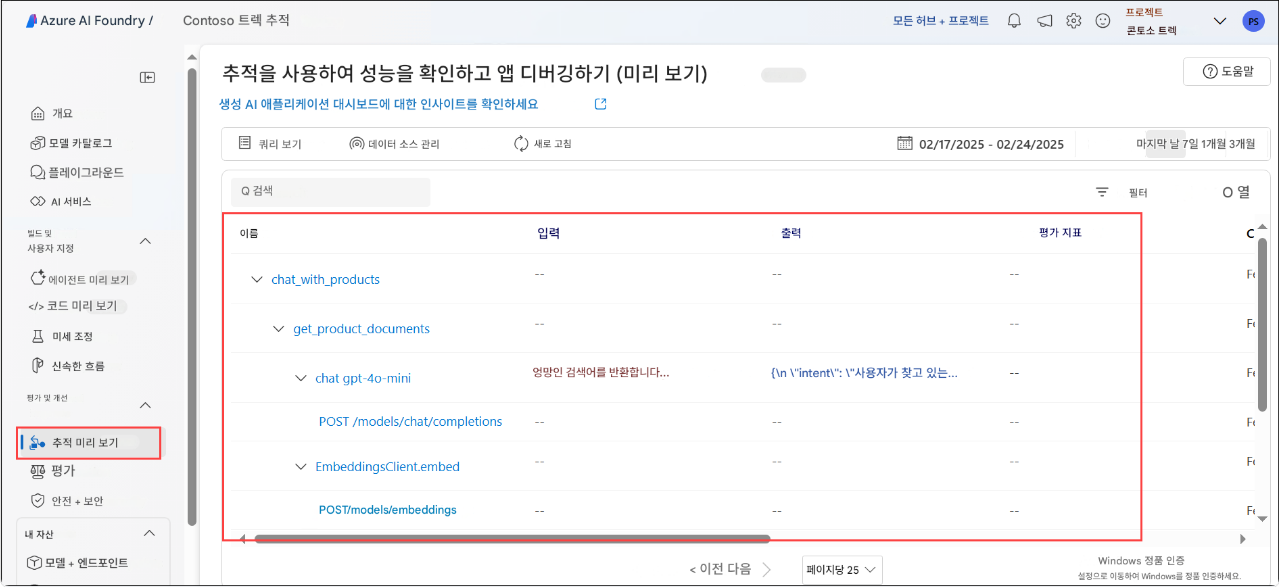 Azure AI Foundry / Contoso 트렉 추적 모든 허브 + 프로젝트 프로젝트
콘토소 트렉 PS
추적을 사용하여 성능을 확인하고 앱 디버깅하기 (미리 보기) 도움말
생성 AI 애플리케이션 대시보드에 대한 인사이트를 확인하세요
개요
모델 카탈로그
플레이그라운드
AI 서비스
빌드 및
사용자 지정
에이전트 미리 보기
</> 코드 미리 보기
미세 조정
신속한 흐름
평가 및 개선
추적 미리 보기
평가
안전 + 보안
내 자산
모델 + 엔드포인트
쿼리 보기 데이터 소스 관리 새로 고침 02/17/2025 - 02/24/2025 마지막 날 7일 1개월 3개월
Q 검색 필터 O 열
이름 입력 출력 평가 지표 C
chat_with_products -- -- -- Fe
get_product_documents -- -- -- Fe
chat gpt-4o-mini 엉망인 검색어를 반환합니다... {\n \"intent\": \"사용자가 찾고 있는... -- Fe
POST /models/chat/completions -- -- -- Fe
EmbeddingsClient.embed -- -- -- Fe
POST/models/embeddings -- -- -- Fe
< 이전 다음 페이지당 25
Windows 정품 인증
설정으로 이동하여 Windows를 정품 인증하세요.